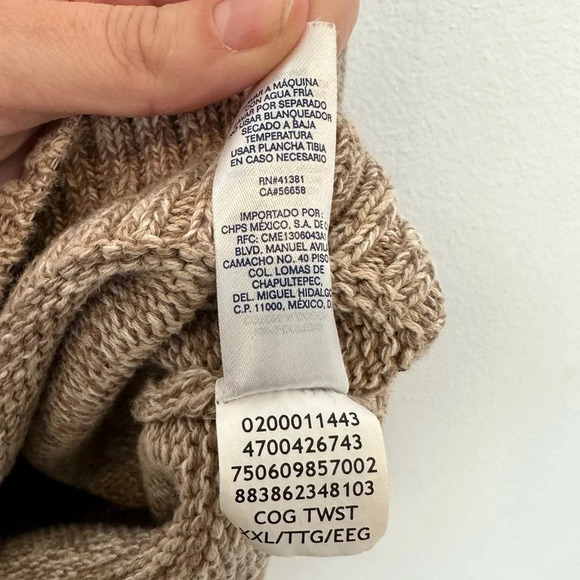 A MÁQUINA
CON AGUA FRÍA
POR SEPARADO
USAR BLANQUEADOR
SECADO A BAJA
TEMPERATURA
USAR PLANCHA TIBIA
EN CASO NECESARIO
RN#41381
CA#56658
IMPORTADO POR:
CHPS MÉXICO, S.A. DE
RFC: CME1306043A1
BLVD. MANUEL AVILA
CAMACHO NO. 40 PISO
COL. LOMAS DE
CHAPULTEPEC,
DEL. MIGUEL HIDALGO
C.P. 11000, MÉXICO, D.
0200011443
4700426743
750609857002
883862348103
COG TWST
XXL/TTG/EEG